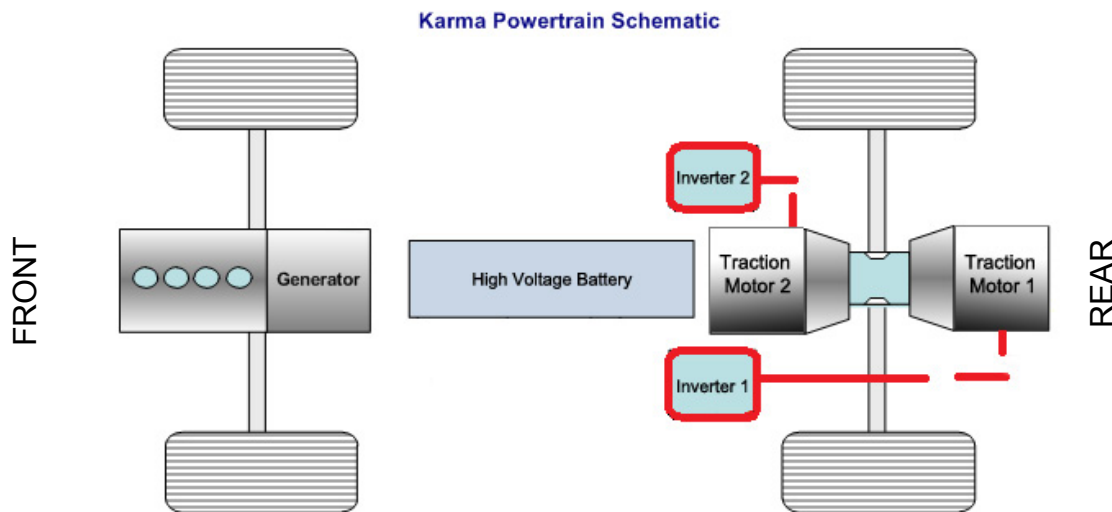 Karma Powertrain Schematic
FRONT
Generator
High Voltage Battery
Inverter 2
Traction
Motor 2
Traction
Motor 1
Inverter 1
REAR